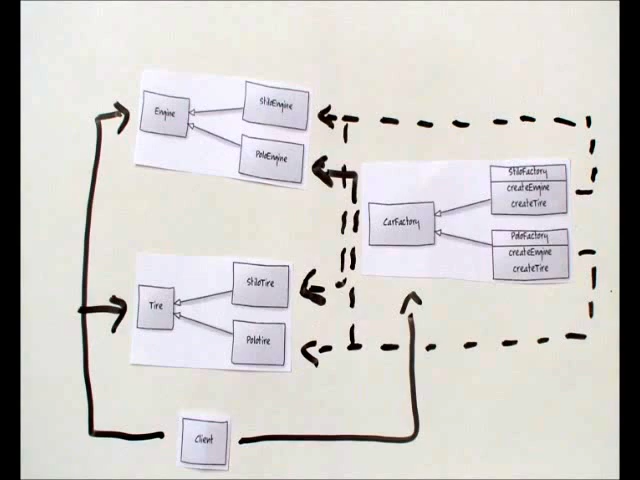 Engine
StiloEngine
PoloEngine
CarFactory
StiloFactory
createEngine
createTire
PoloFactory
createEngine
createTire
Tire
StiloTire
PoloTire
Client